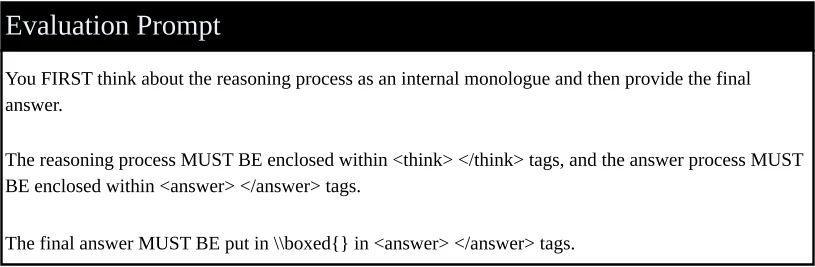 Evaluation Prompt
You FIRST think about the reasoning process as an internal monologue and then provide the final
answer.
The reasoning process MUST BE enclosed within <think> </think> tags, and the answer process MUST
BE enclosed within <answer> </answer> tags.
The final answer MUST BE put in \\boxed{} in <answer> </answer> tags.